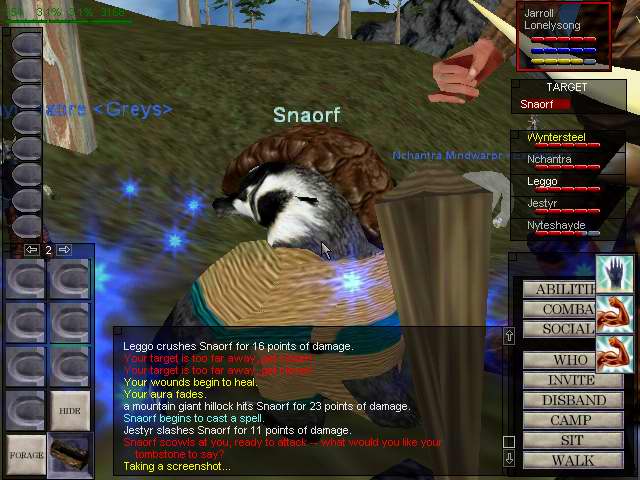 Jarroll
Lonelysong
TARGET
Snaorf
Snaorf
<Greys>
Wyntersteel
Nchantra
Leggo
Jestyr
Nyteshayde
2
HIDE
FORAGE
COMBA
SOCIAL
WHO
INVITE
DISBAND
CAMP
SIT
WALK
Leggo crushes Snaorf for 16 points of damage.
Your target is too far away, get closer!
Your target is too far away, get closer!
Your wounds begin to heal.
Your aura fades.
a mountain giant hillock hits Snaorf for 23 points of damage.
Snaorf begins to cast a spell.
Jestyr slashes Snaorf for 11 points of damage.
Snaorf scowls at you, ready to attack -- what would you like your
tombstone to say?
Taking a screenshot...